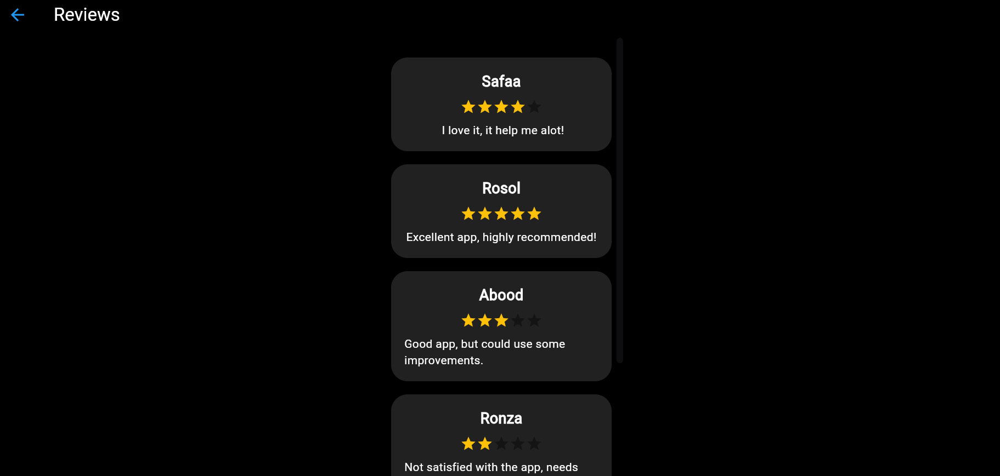 Reviews
Safaa
I love it, it help me alot!
Rosol
Excellent app, highly recommended!
Abood
Good app, but could use some
improvements.
Ronza
Not satisfied with the app, needs